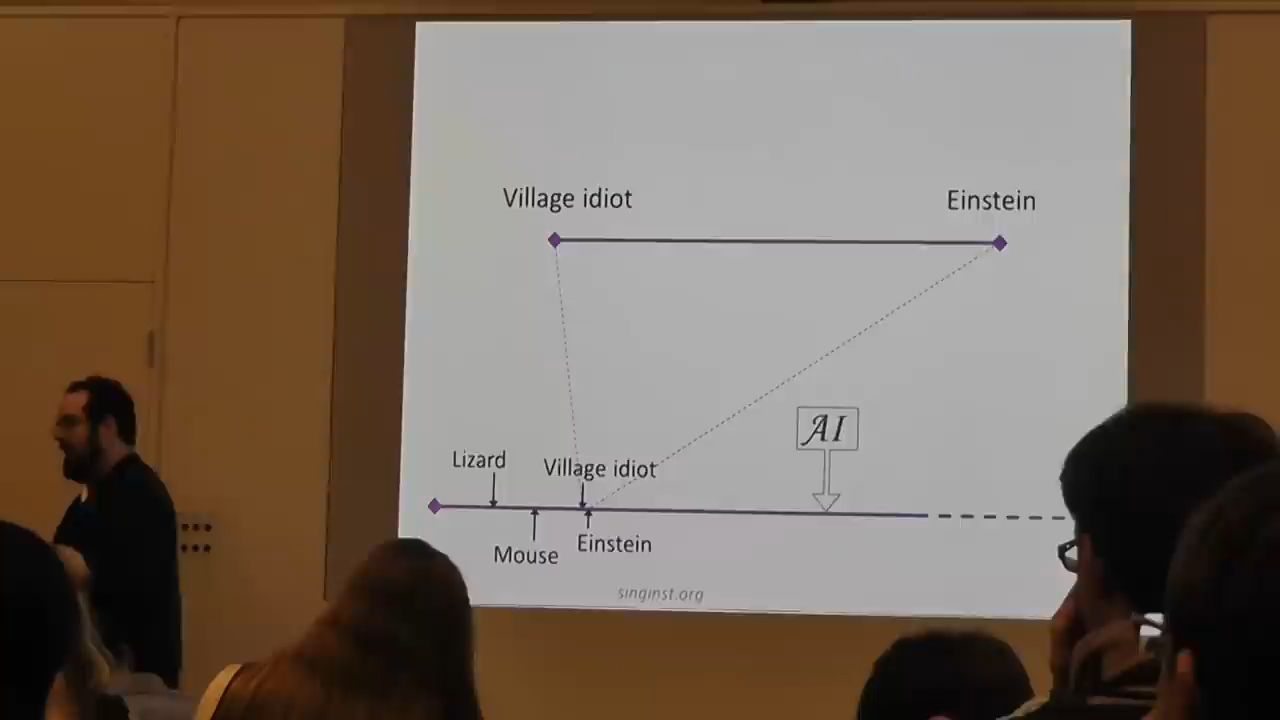 Village idiot
Einstein
AI
Lizard
Village idiot
Mouse
Einstein
singinst.org